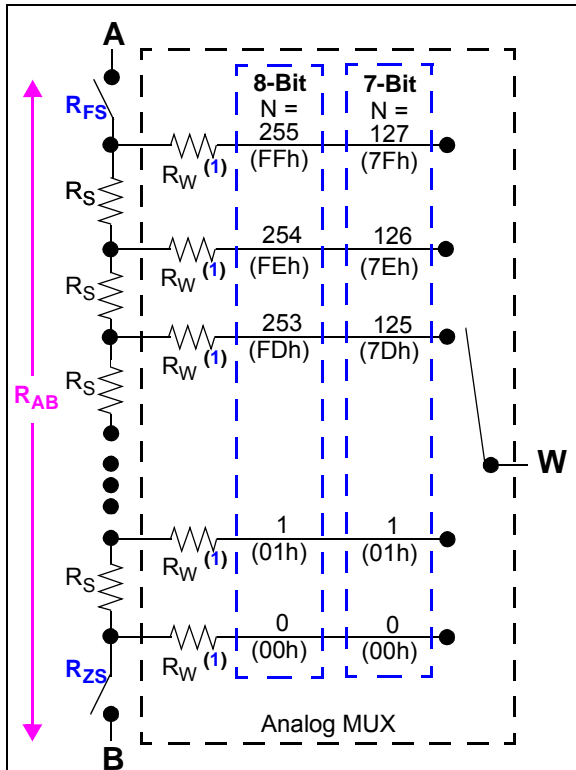 A
8-Bit 7-Bit
N = N =
RFS
255 127
(FFh) (7Fh)
RW (1)
RS
254 126
(FEh) (7Eh)
RW (1)
RS
253 125
(FDh) (7Dh)
RW (1)
RS
RAB
W
1 1
(01h) (01h)
RW (1)
RS
0 0
(00h) (00h)
RW (1)
RZS
Analog MUX
B